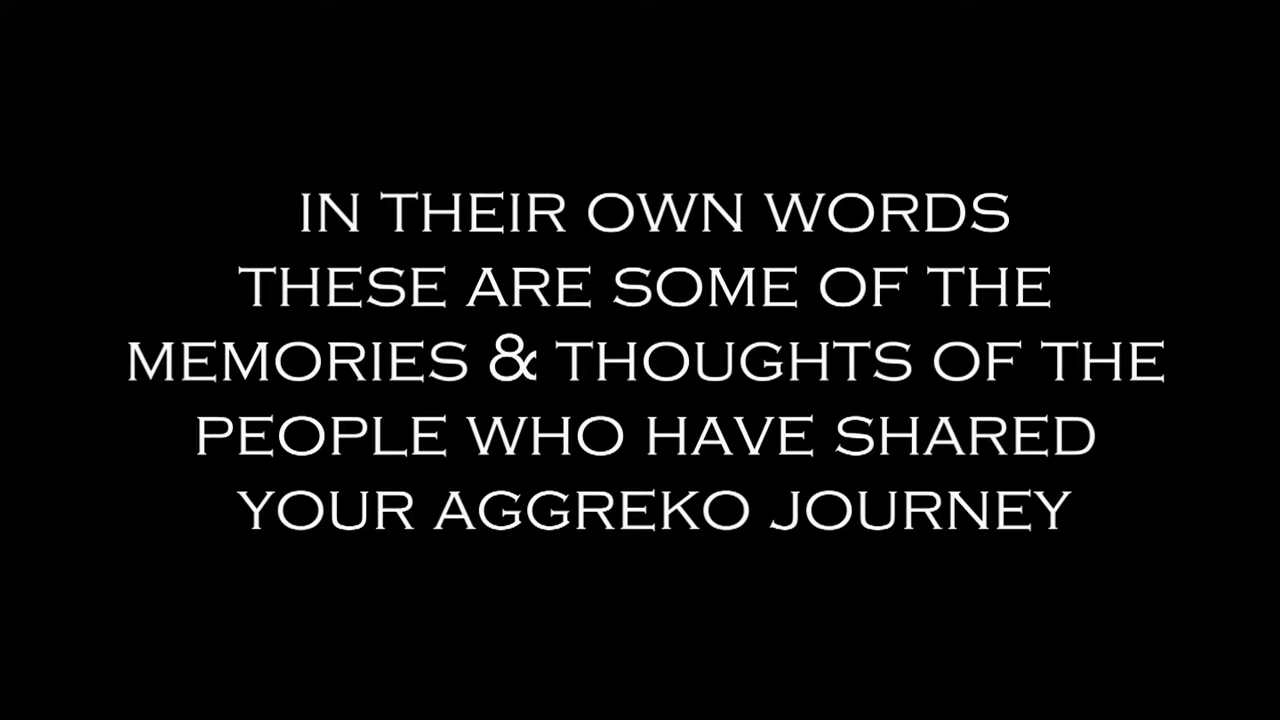 IN THEIR OWN WORDS
THESE ARE SOME OF THE
MEMORIES & THOUGHTS OF THE
PEOPLE WHO HAVE SHARED
YOUR AGGREKO JOURNEY